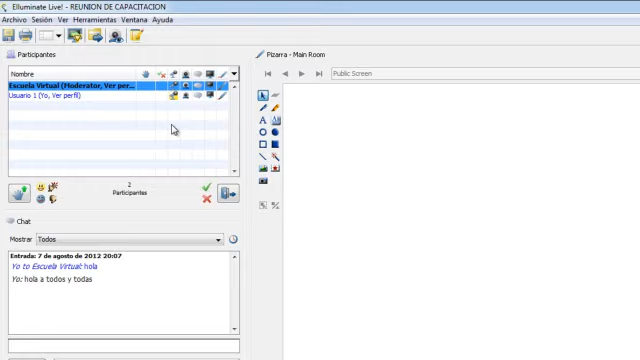 Elluminate Live! - REUNION DE CAPACITACION
Archivo Sesión Ver Herramientas Ventana Ayuda
Participantes
Nombre
Escuela Virtual (Moderator, Ver per...
Usuario 1 (Yo, Ver perfil)
2
Participantes
Chat
Mostrar Todos
Entrada: 7 de agosto de 2012 20:07
Yo to Escuela Virtual: hola
Yo: hola a todos y todas
Pizarra - Main Room
Public Screen
A